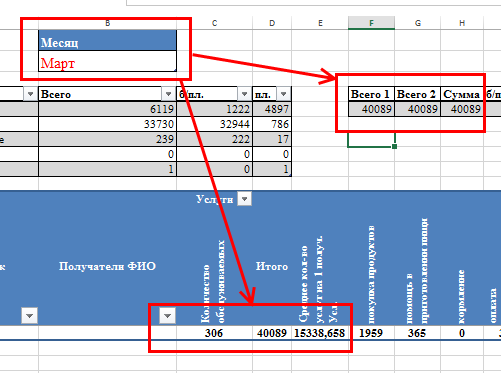 B C D E F G H
Месяц
Март
Всего б/пл. пл. Всего 1 Всего 2 Сумма б/п
6119 1222 4897 40089 40089 40089
33730 32944 786
е 239 222 17
0 0 0
1 0 1
Услуги
к Получатели ФИО Количество обслуживаемых Итого Среднее кол-во услуг на 1 получ. Усл. покупка продуктов помощь в приготовлении пищи кормление оплата
306 40089 15338,658 1959 365 0